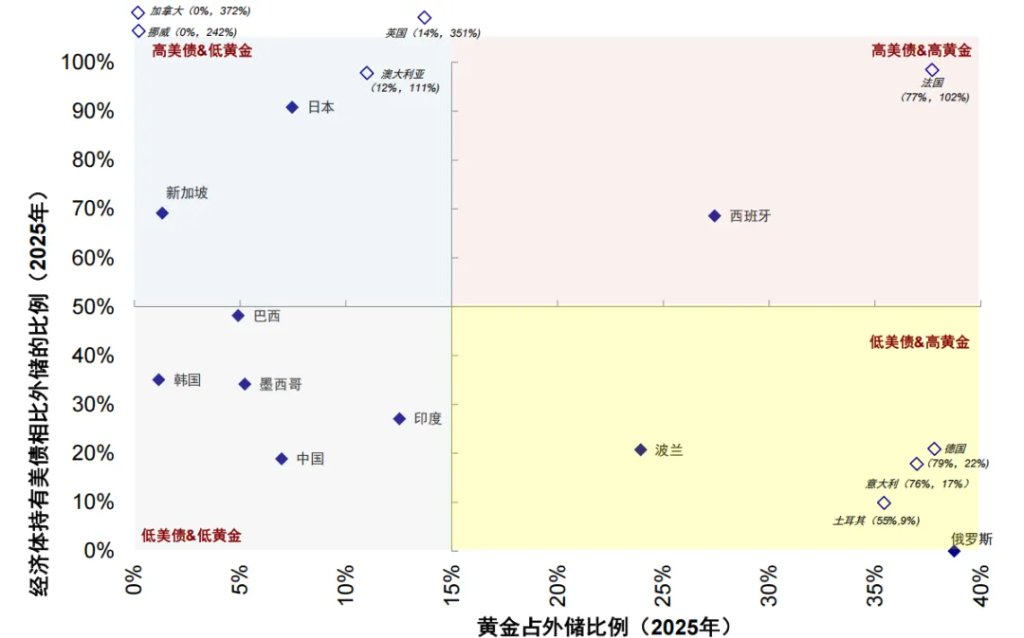 加拿大（0%，372%）
挪威（0%，242%）
英国（14%，351%）
高美债&低黄金
高美债&高黄金
澳大利亚
（12%，111%）
法国
（77%，102%）
日本
新加坡
西班牙
100%
90%
80%
70%
60%
50%
40%
30%
20%
10%
0%
经济体持有美债相比外储的比例（2025年）
巴西
韩国
墨西哥
印度
中国
低美债&低黄金
低美债&高黄金
波兰
德国
（79%，22%）
意大利（76%，17%）
土耳其（55%,9%）
俄罗斯
0%
5%
10%
15%
20%
25%
30%
35%
40%
黄金占外储比例（2025年）